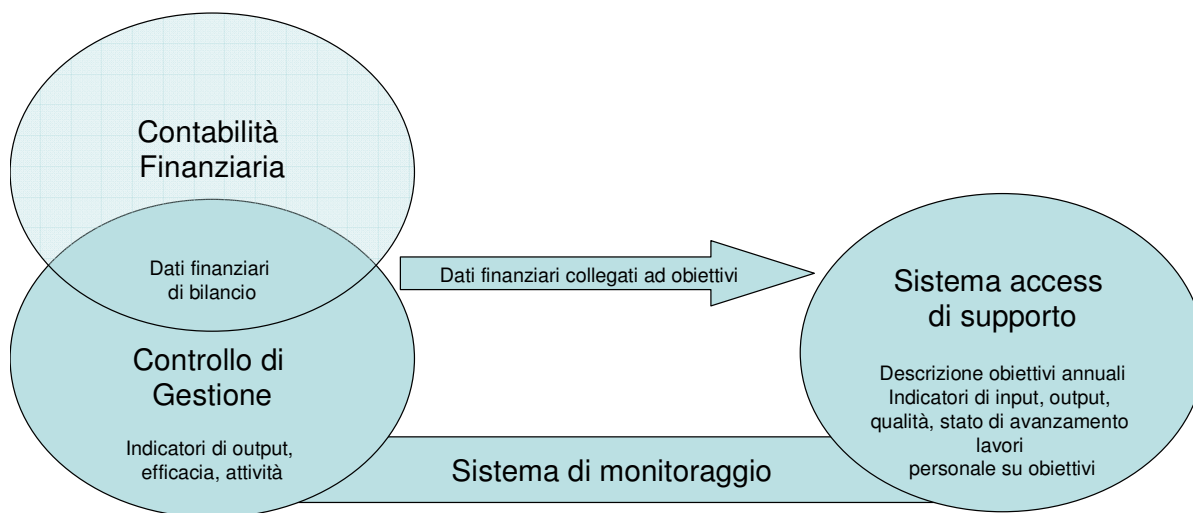 Contabilità
Finanziaria
Dati finanziari
di bilancio
Dati finanziari collegati ad obiettivi
Controllo di
Gestione
Indicatori di output,
efficacia, attività
Sistema di monitoraggio
Sistema access
di supporto
Descrizione obiettivi annuali
Indicatori di input, output,
qualità, stato di avanzamento
lavori
personale su obiettivi